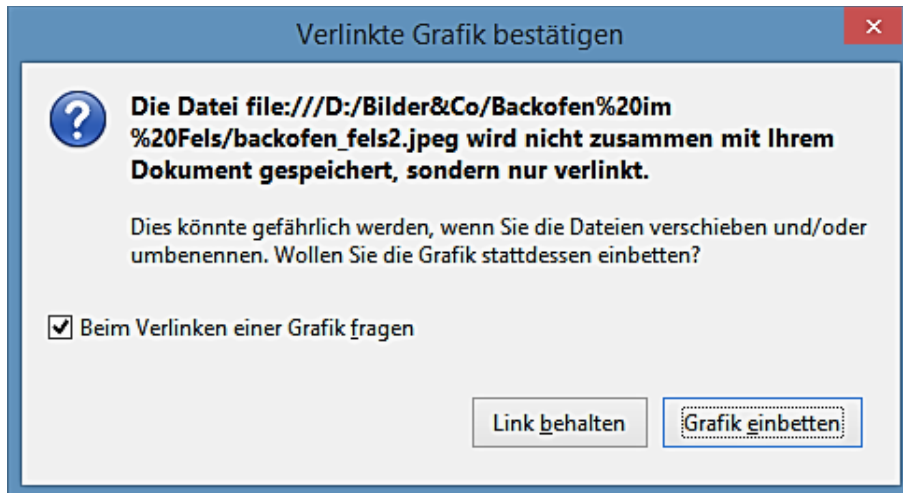 Verlinkte Grafik bestätigen
Die Datei file:///D:/Bilder&Co/Backofen%20im
%20Fels/backofen_fels2.jpeg wird nicht zusammen mit Ihrem
Dokument gespeichert, sondern nur verlinkt.
Dies könnte gefährlich werden, wenn Sie die Dateien verschieben und/oder
umbenennen. Wollen Sie die Grafik stattdessen einbetten?
Beim Verlinken einer Grafik fragen
Link behalten
Grafik einbetten